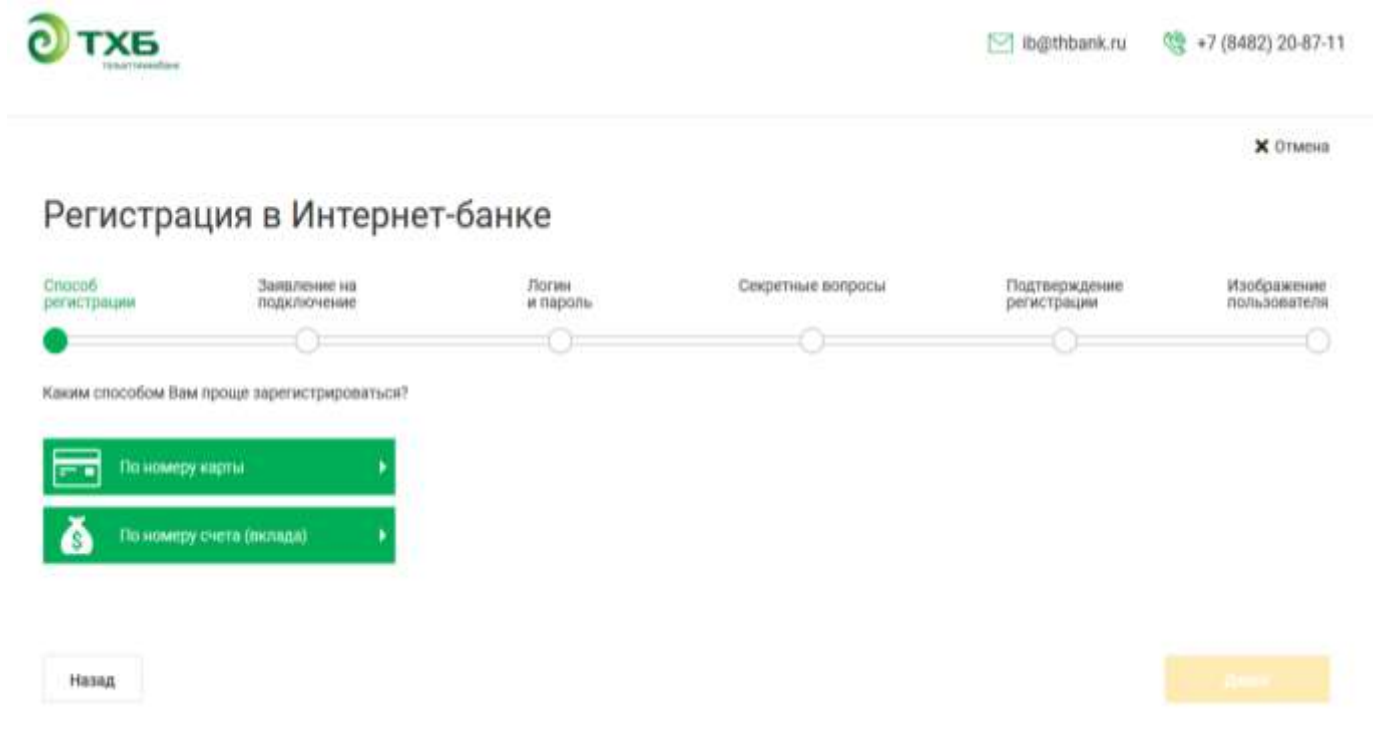 ТХБ
тольяттихимбанк
ib@thbank.ru
+7 (8482) 20-87-11
Отмена
Регистрация в Интернет-банке
Способ
регистрации
Заявление на
подключение
Логин
и пароль
Секретные вопросы
Подтверждение
регистрации
Изображение
пользователя
Каким способом Вам проще зарегистрироваться?
По номеру карты
По номеру счета (вклада)
Назад
Далее